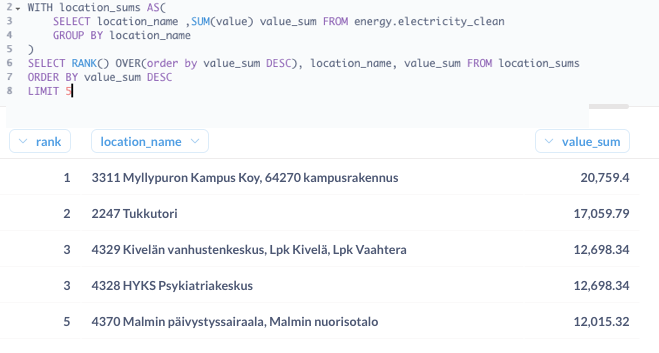 2 WITH location_sums AS(
3 SELECT location_name ,SUM(value) value_sum FROM energy.electricity_clean
4 GROUP BY location_name
5 )
6 SELECT RANK() OVER(order by value_sum DESC), location_name, value_sum FROM location_sums
7 ORDER BY value_sum DESC
8 LIMIT 5
rank location_name value_sum
1 3311 Myllypuron Kampus Koy, 64270 kampusrakennus 20,759.4
2 2247 Tukkutori 17,059.79
3 4329 Kivelän vanhustenkeskus, Lpk Kivelä, Lpk Vaahtera 12,698.34
3 4328 HYKS Psykiatriakeskus 12,698.34
5 4370 Malmin päivystyssairaala, Malmin nuorisotalo 12,015.32